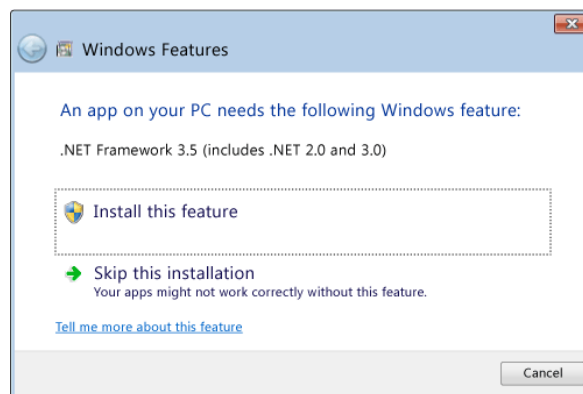 Windows Features
An app on your PC needs the following Windows feature:
.NET Framework 3.5 (includes .NET 2.0 and 3.0)
Install this feature
Skip this installation
Your apps might not work correctly without this feature.
Tell me more about this feature
Cancel